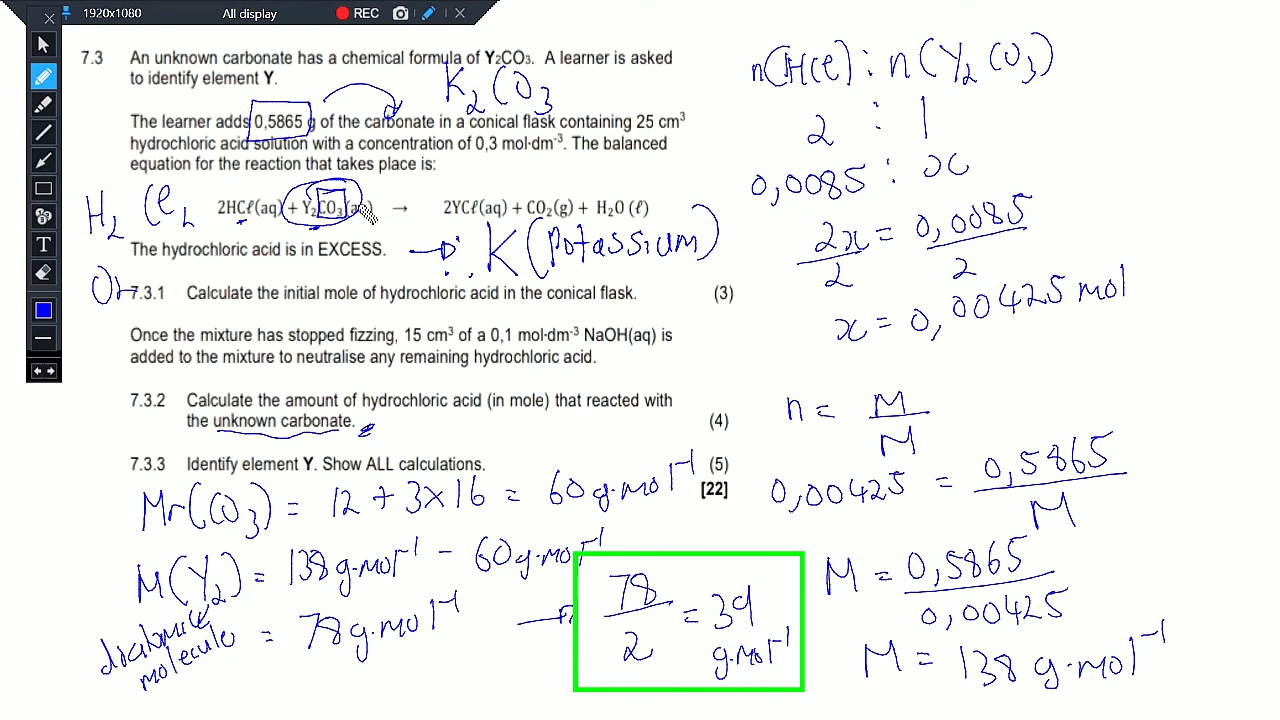 1920x1080 All display REC
7.3 An unknown carbonate has a chemical formula of Y₂CO₃. A learner is asked
to identify element Y.
K₂CO₃
The learner adds 0,5865 g of the carbonate in a conical flask containing 25 cm³
hydrochloric acid solution with a concentration of 0,3 mol·dm⁻³. The balanced
equation for the reaction that takes place is:
2HCℓ(aq) + Y₂CO₃(aq) → 2YCℓ(aq) + CO₂(g) + H₂O (ℓ)
The hydrochloric acid is in EXCESS.
∴ K (Potassium)
Or
7.3.1 Calculate the initial mole of hydrochloric acid in the conical flask. (3)
Once the mixture has stopped fizzing, 15 cm³ of a 0,1 mol·dm⁻³ NaOH(aq) is
added to the mixture to neutralise any remaining hydrochloric acid.
7.3.2 Calculate the amount of hydrochloric acid (in mole) that reacted with
the unknown carbonate. (4)
7.3.3 Identify element Y. Show ALL calculations. (5)
[22]
Mr(CO₃) = 12 + 3×16 = 60 g·mol⁻¹
M(Y₂) = 138 g·mol⁻¹ - 60 g·mol⁻¹
= 78 g·mol⁻¹ →
molecule
78/2 = 39
g·mol⁻¹
n(HCℓ) : n(Y₂CO₃)
2 : 1
0,0085 : x
2x/2 = 0,0085/2
x = 0,00425 mol
n = M/M
0,00425 = 0,5865/M
M = 0,5865/0,00425
M = 138 g·mol⁻¹
T